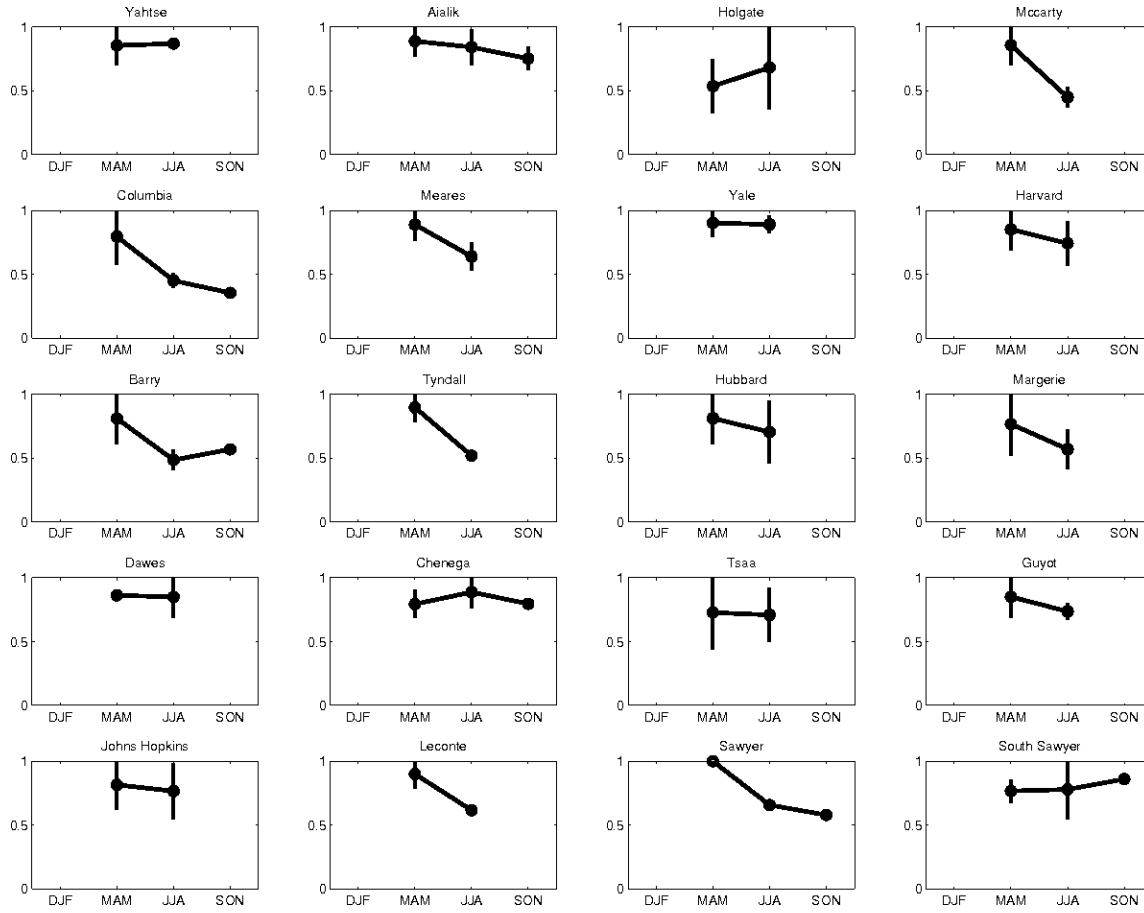 Yahtse Aialik Holgate Mccarty
1 1 1 1
0.5 0.5 0.5 0.5
0 0 0 0
DJF MAM JJA SON DJF MAM JJA SON DJF MAM JJA SON DJF MAM JJA SON
Columbia Meares Yale Harvard
1 1 1 1
0.5 0.5 0.5 0.5
0 0 0 0
DJF MAM JJA SON DJF MAM JJA SON DJF MAM JJA SON DJF MAM JJA SON
Barry Tyndall Hubbard Margerie
1 1 1 1
0.5 0.5 0.5 0.5
0 0 0 0
DJF MAM JJA SON DJF MAM JJA SON DJF MAM JJA SON DJF MAM JJA SON
Dawes Chenega Tsaa Guyot
1 1 1 1
0.5 0.5 0.5 0.5
0 0 0 0
DJF MAM JJA SON DJF MAM JJA SON DJF MAM JJA SON DJF MAM JJA SON
Johns Hopkins Leconte Sawyer South Sawyer
1 1 1 1
0.5 0.5 0.5 0.5
0 0 0 0
DJF MAM JJA SON DJF MAM JJA SON DJF MAM JJA SON DJF MAM JJA SON